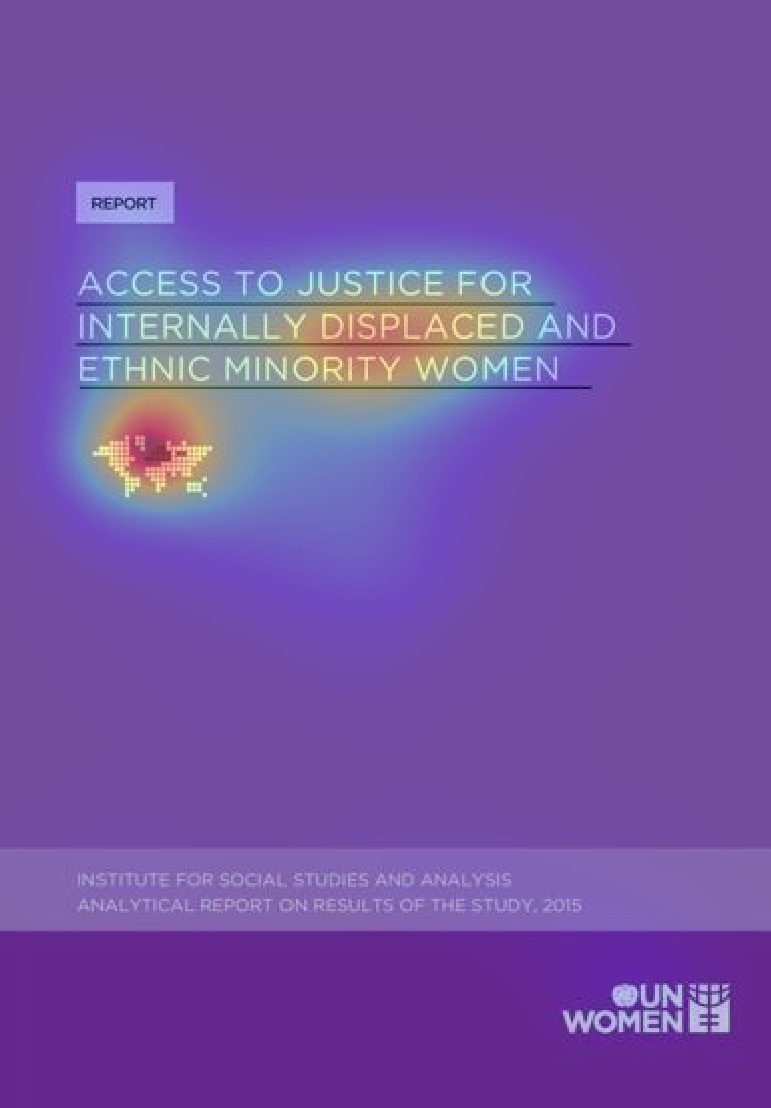 REPORT
ACCESS TO JUSTICE FOR
INTERNALLY DISPLACED AND
ETHNIC MINORITY WOMEN
INSTITUTE FOR SOCIAL STUDIES AND ANALYSIS
ANALYTICAL REPORT ON RESULTS OF THE STUDY, 2015
UN
WOMEN